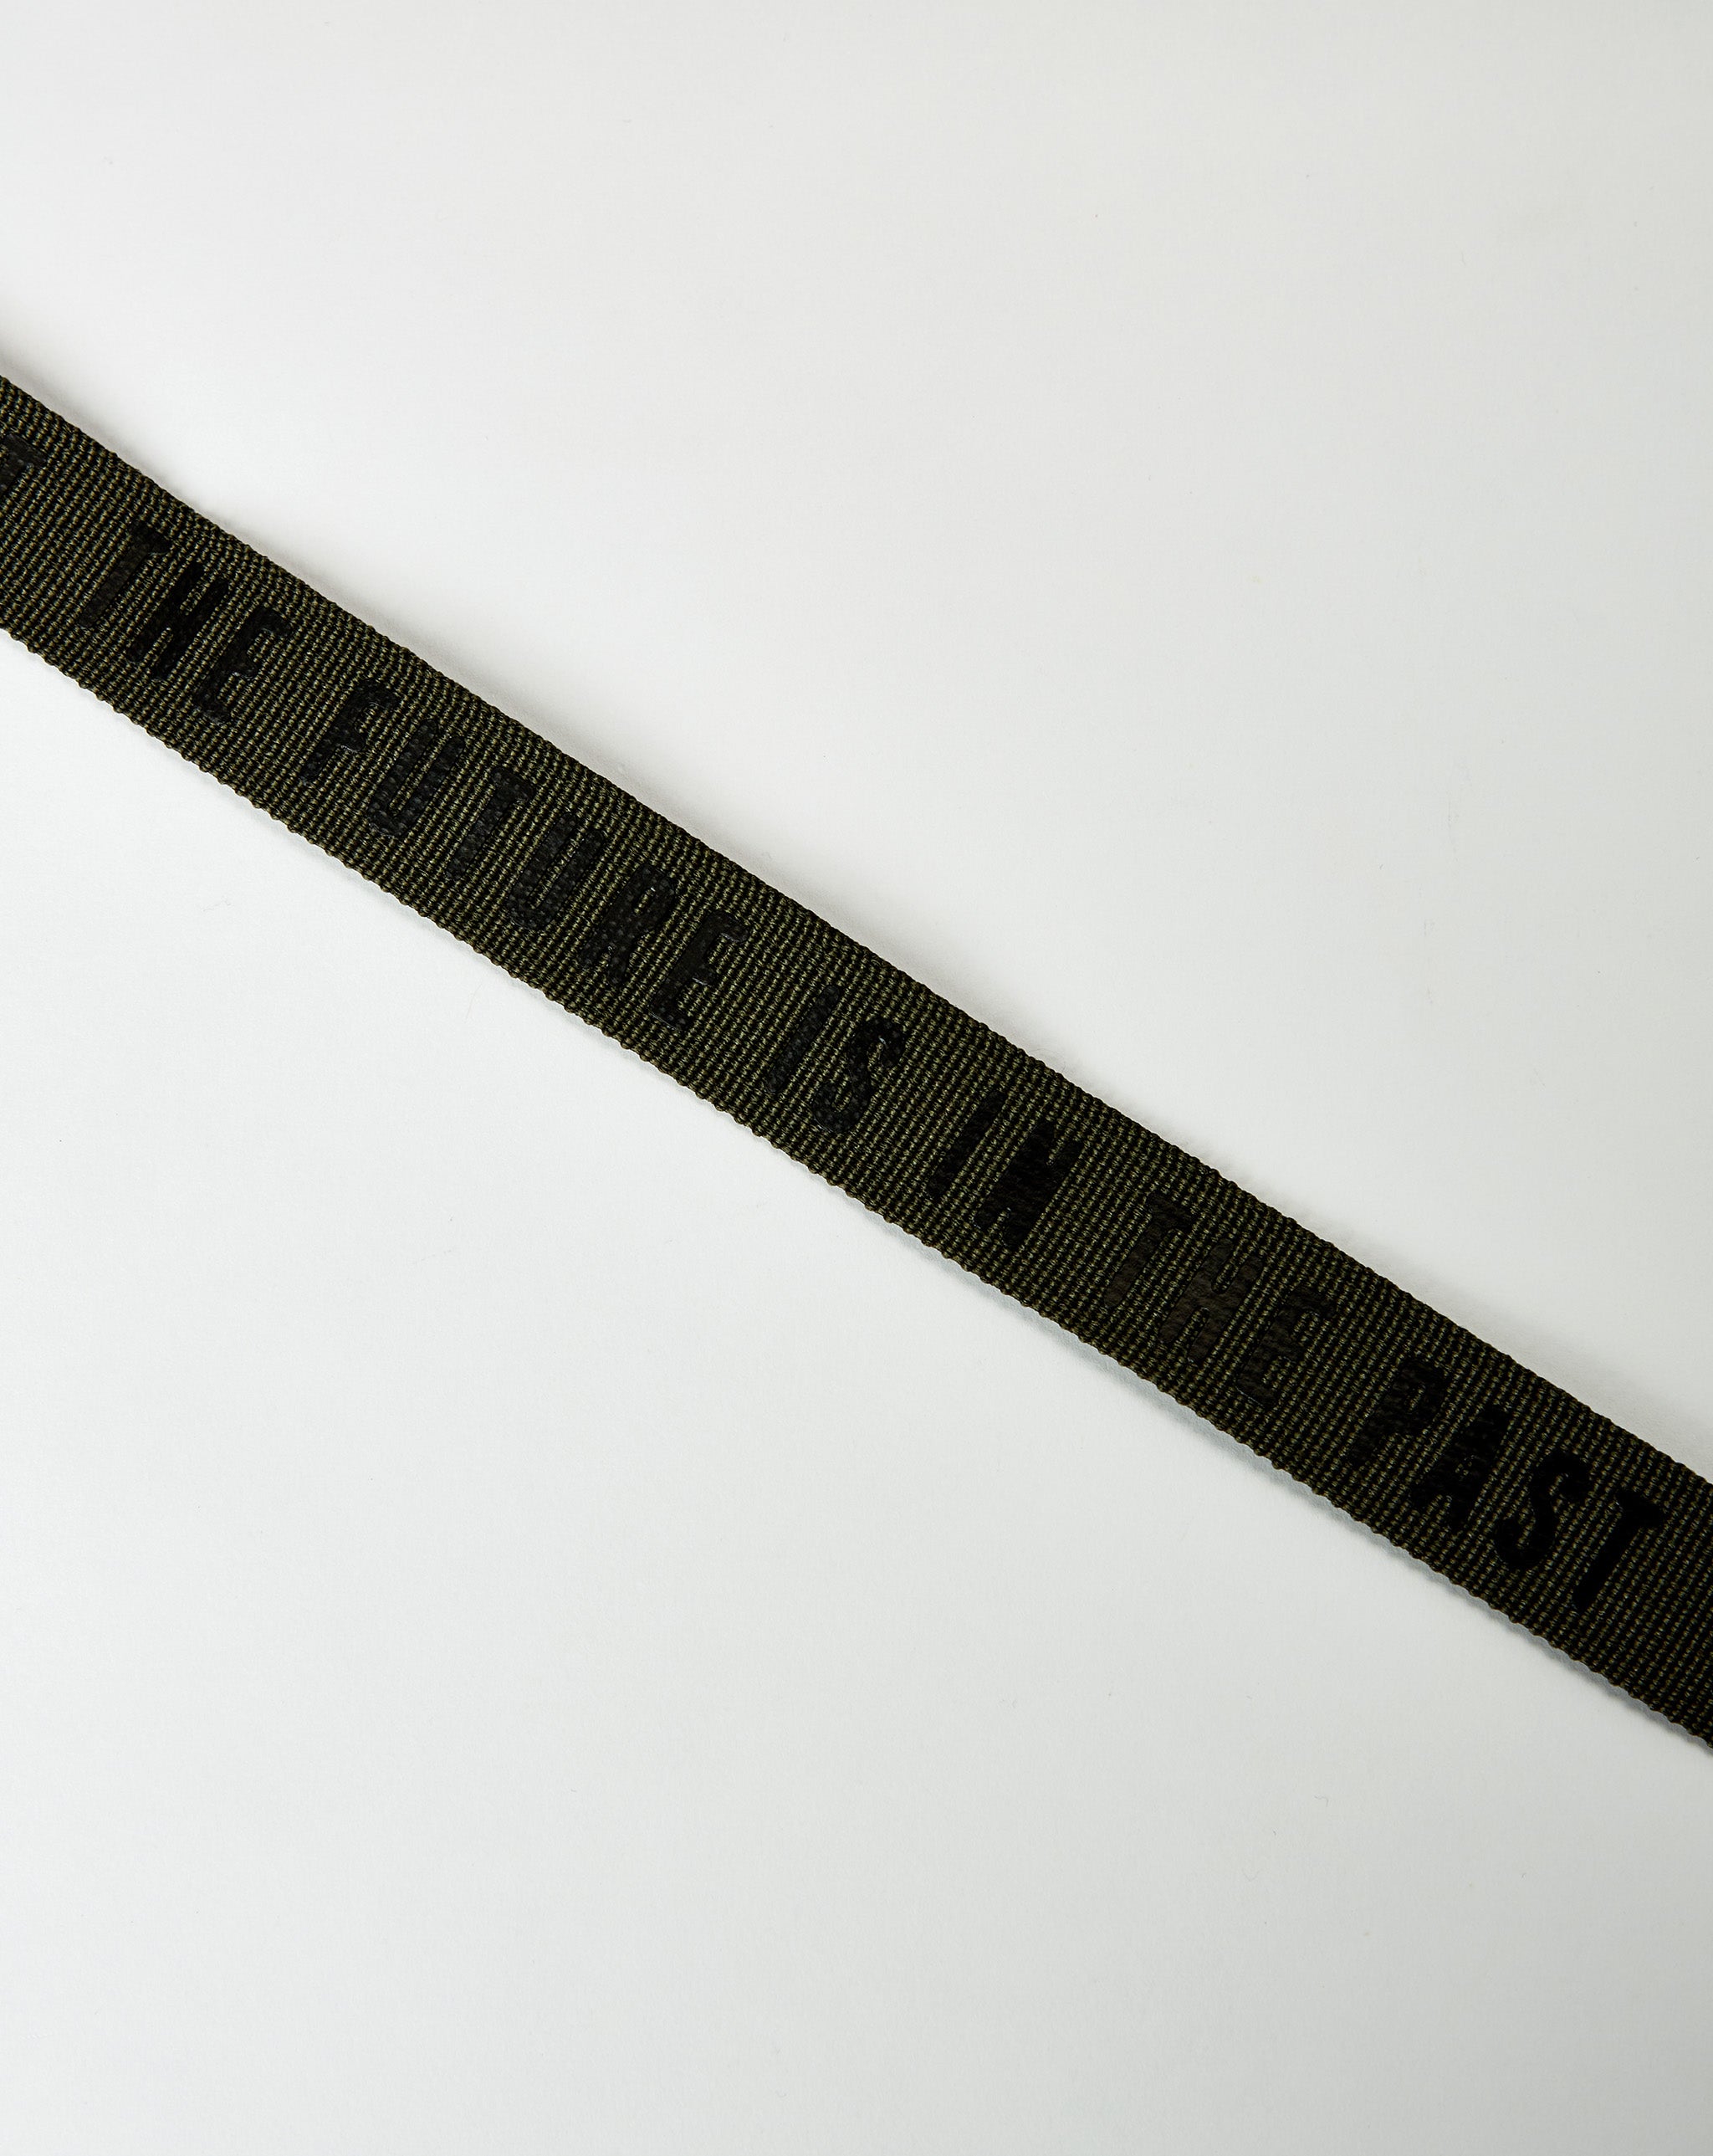 THE FUTURE IS IN THE PAST